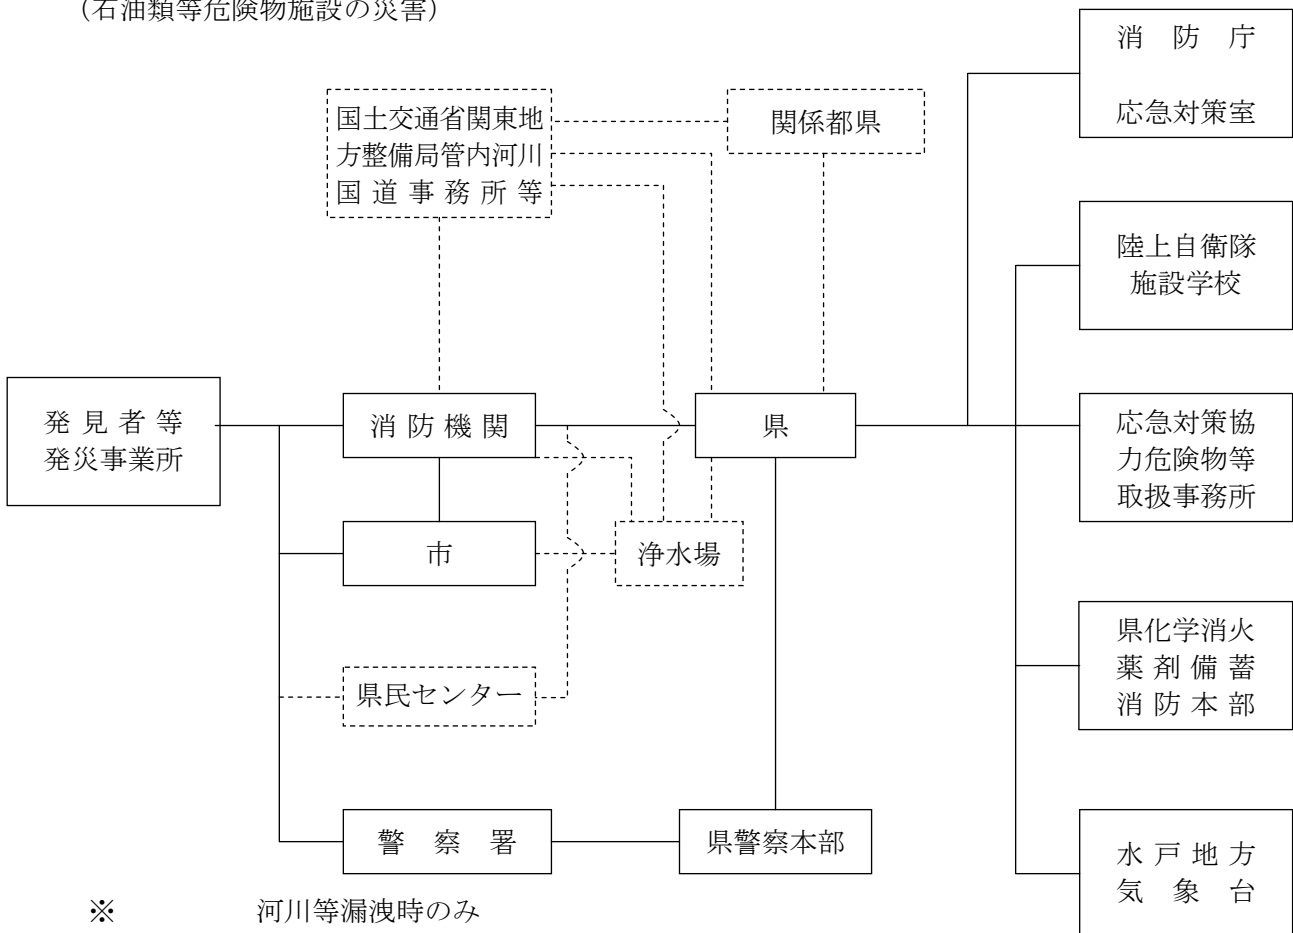 （石油類等危険物施設の災害）
消 防 庁
応急対策室
国土交通省関東地
方整備局管内河川
国道事務所等
関係都県
陸上自衛隊
施設学校
発見者等
発災事業所
消防機関
県
応急対策協
力危険物等
取扱事務所
市
浄水場
県民センター
県化学消火
薬剤備蓄
消防本部
警 察 署
県警察本部
水戸地方
気 象 台
※ 河川等漏洩時のみ